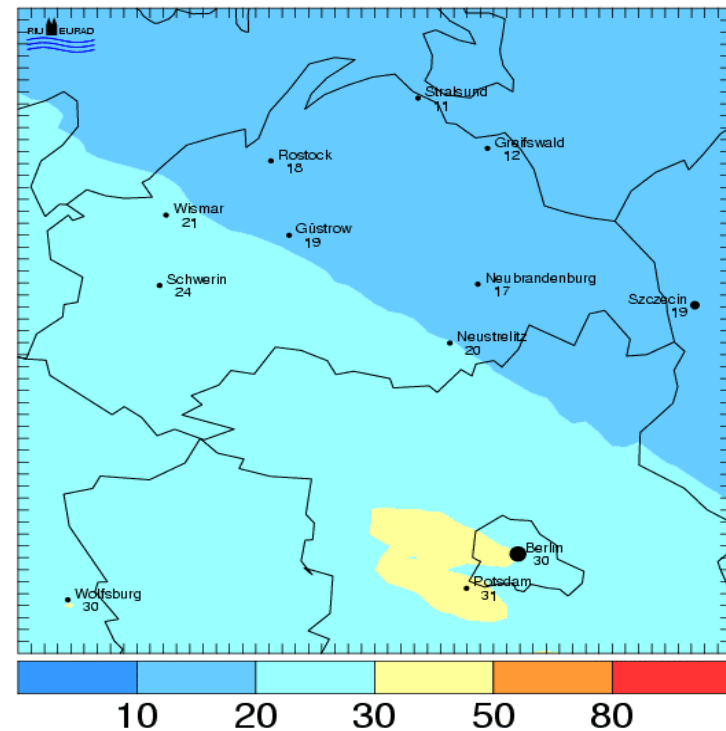 RIU EURAD
Stralsund
11
Greifswald
12
Rostock
18
Wismar
21
Güstrow
19
Schwerin
24
Neubrandenburg
17
Szczecin
19
Neustrelitz
20
Berlin
30
Potsdam
31
Wolfsburg
30
10 20 30 50 80